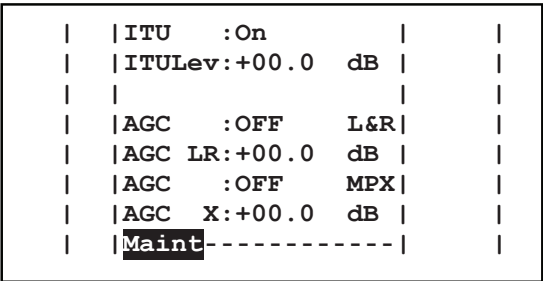 |  |ITU   :On          |      |
|  |ITULev:+00.0  dB |      |
|  |                 |      |
|  |AGC   :OFF    L&R|      |
|  |AGC LR:+00.0  dB |      |
|  |AGC   :OFF    MPX|      |
|  |AGC  X:+00.0  dB |      |
|  |Maint------------|      |